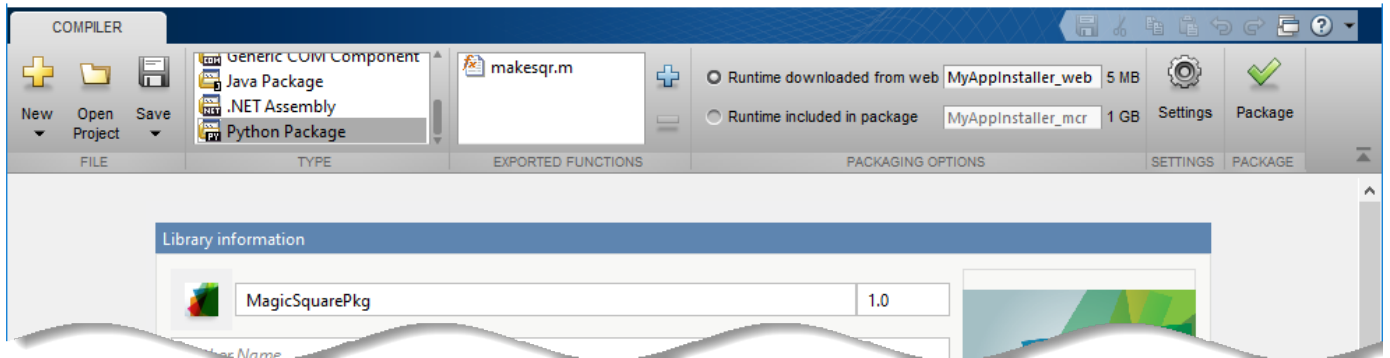 COMPILER
New
Open Project
Save
FILE
Generic COM Component
Java Package
.NET Assembly
Python Package
TYPE
makesqr.m
EXPORTED FUNCTIONS
Runtime downloaded from web MyAppInstaller_web 5 MB
Runtime included in package MyAppInstaller_mcr 1 GB
PACKAGING OPTIONS
Settings
SETTINGS
Package
PACKAGE
Library information
MagicSquarePkg 1.0
Name